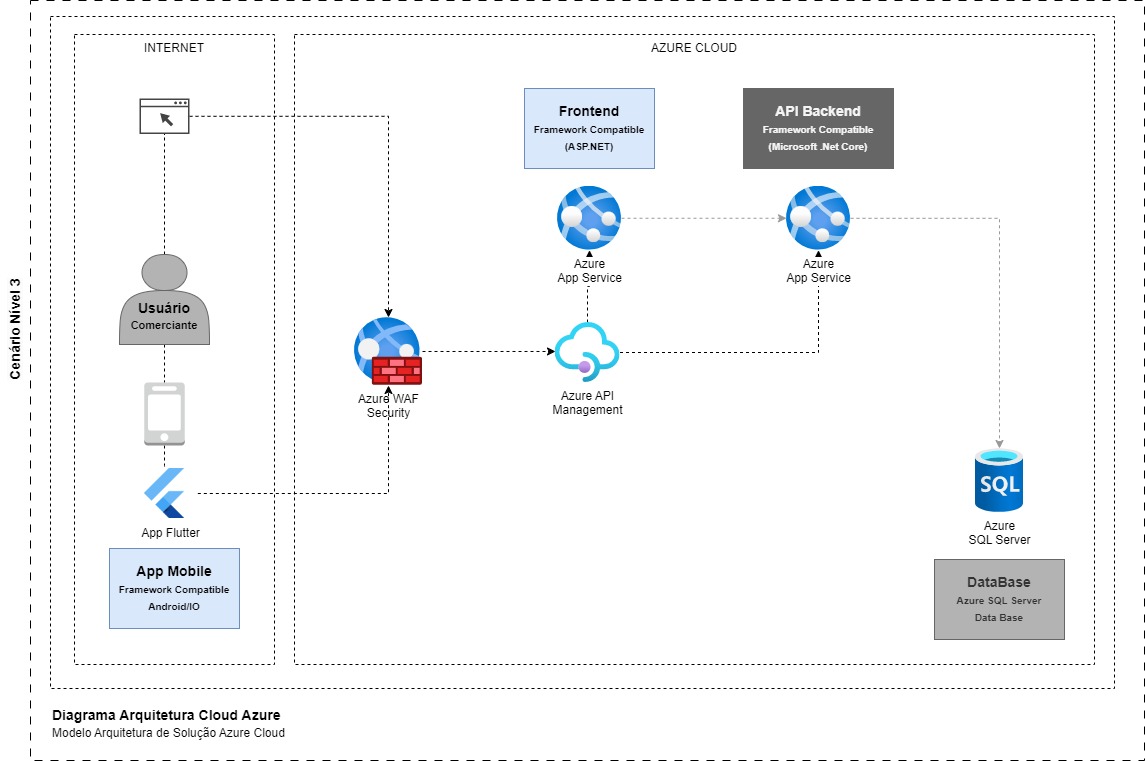 INTERNET
AZURE CLOUD
Frontend
Framework Compatible
(ASP.NET)
API Backend
Framework Compatible
(Microsoft .Net Core)
Azure
App Service
Azure
App Service
Cenário Nível 3
Usuário
Comerciante
Azure WAF
Security
Azure API
Management
App Flutter
App Mobile
Framework Compatible
Android/IO
SQL
Azure
SQL Server
DataBase
Azure SQL Server
Data Base
Diagrama Arquitetura Cloud Azure
Modelo Arquitetura de Solução Azure Cloud